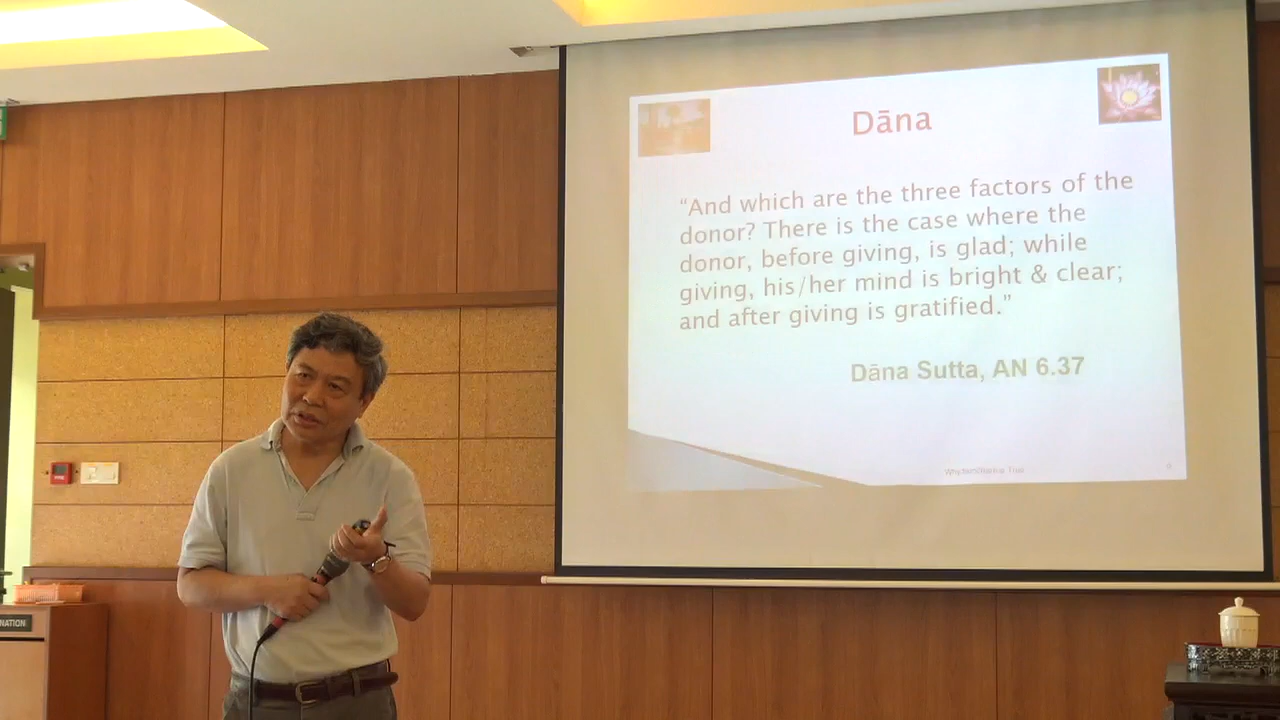 Dāna
“And which are the three factors of the
donor? There is the case where the
donor, before giving, is glad; while
giving, his/her mind is bright & clear;
and after giving is gratified.”
Dāna Sutta, AN 6.37
NATION